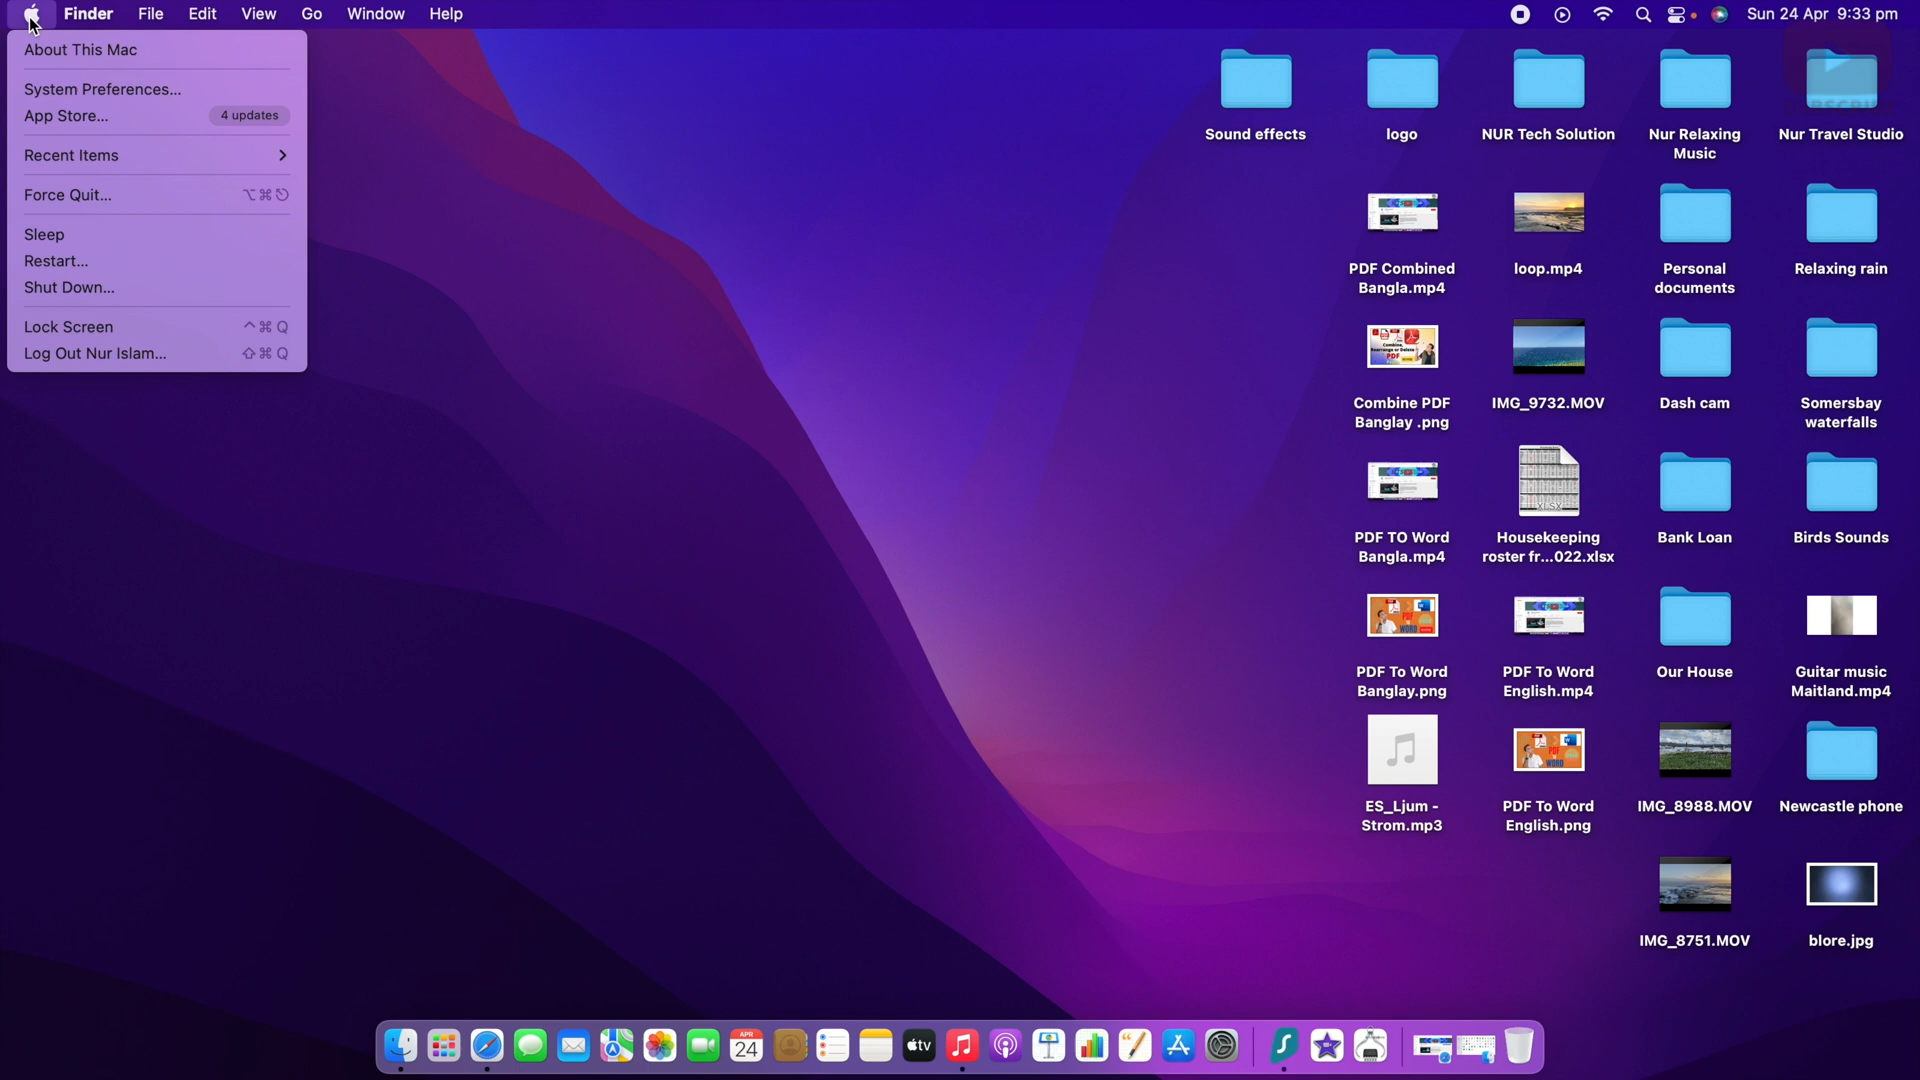 Finder File Edit View Go Window Help Sun 24 Apr 9:33 pm
About This Mac
System Preferences...
App Store... 4 updates
Recent Items
Force Quit... ⌥⌘⎋
Sleep
Restart...
Shut Down...
Lock Screen ^⌘Q
Log Out Nur Islam... ⇧⌘Q
Sound effects
logo
NUR Tech Solution
Nur Relaxing
Music
Nur Travel Studio
PDF Combined
Bangla.mp4
loop.mp4
Personal
documents
Relaxing rain
Combine PDF
Banglay .png
IMG_9732.MOV
Dash cam
Somersbay
waterfalls
PDF TO Word
Bangla.mp4
XLSX
Housekeeping
roster fr...022.xlsx
Bank Loan
Birds Sounds
PDF To Word
Banglay.png
PDF To Word
English.mp4
Our House
Guitar music
Maitland.mp4
ES_Ljum -
Strom.mp3
PDF To Word
English.png
IMG_8988.MOV
Newcastle phone
IMG_8751.MOV
blore.jpg
APR
24
tv